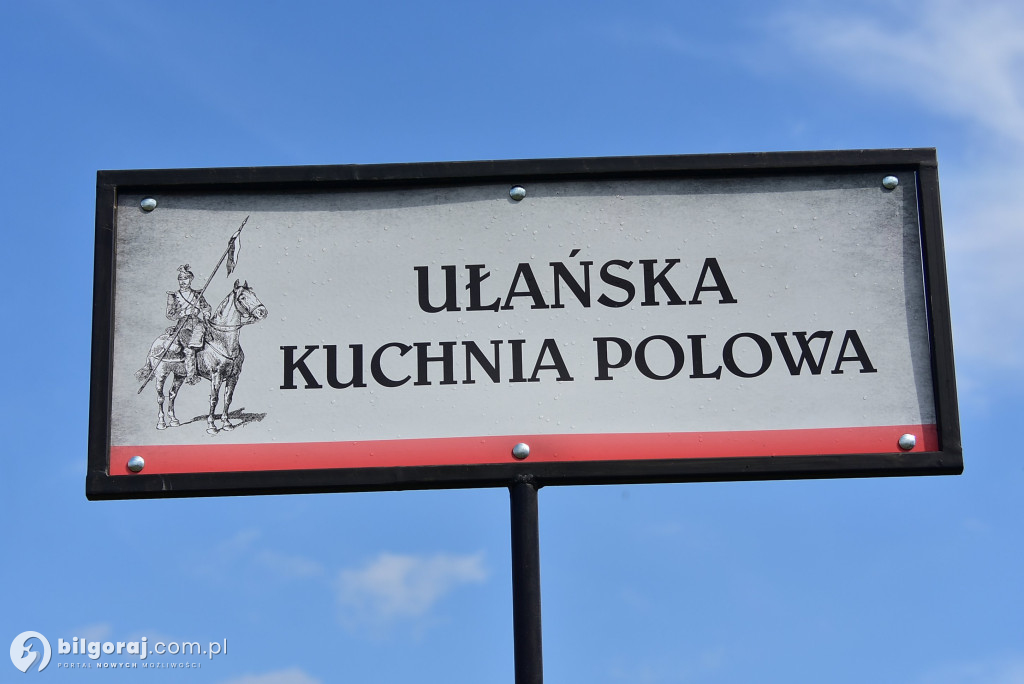 UŁAŃSKA
KUCHNIA POLOWA
bilgoraj.com.pl
PORTAL NOWYCH MOŻLIWOŚCI